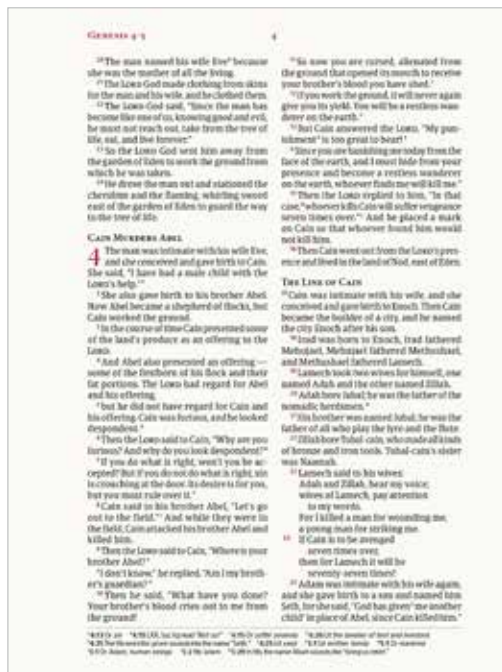 GENESIS 4–5
4
20 The man named his wife Eve because
she was the mother of all the living.
21 The LORD God made clothing from skins
for the man and his wife, and he clothed them.
22 The LORD God said, "Since the man has
become like one of us, knowing good and evil,
he must not reach out, take from the tree of
life, eat, and live forever."
23 So the LORD God sent him away from
the garden of Eden to work the ground from
which he was taken.
24 He drove the man out and stationed the
cherubim and the flaming, whirling sword
east of the garden of Eden to guard the way
to the tree of life.
CAIN MURDERS ABEL
4 The man was intimate with his wife Eve,
and she conceived and gave birth to Cain.
She said, "I have had a male child with the
LORD's help."
2 She also gave birth to his brother Abel.
Now Abel became a shepherd of flocks, but
Cain worked the ground.
3 In the course of time Cain presented some
of the land's produce as an offering to the
LORD.
4 And Abel also presented an offering —
some of the firstborn of his flock and their
fat portions. The LORD had regard for Abel
and his offering,
5 but he did not have regard for Cain and
his offering. Cain was furious, and he looked
despondent.
6 Then the LORD said to Cain, "Why are you
furious? And why do you look despondent?
7 If you do what is right, won't you be ac-
cepted? But if you do not do what is right, sin
is crouching at the door. Its desire is for you,
but you must rule over it."
8 Cain said to his brother Abel, "Let's go
out to the field." And while they were in
the field, Cain attacked his brother Abel and
killed him.
9 Then the LORD said to Cain, "Where is your
brother Abel?"
"I don't know," he replied. "Am I my broth-
er's guardian?"
10 Then he said, "What have you done?
Your brother's blood cries out to me from
the ground!
11 So now you are cursed, alienated from
the ground that opened its mouth to receive
your brother's blood you have shed.
12 If you work the ground, it will never again
give you its yield. You will be a restless wan-
derer on the earth."
13 But Cain answered the LORD, "My pun-
ishment is too great to bear!
14 Since you are banishing me today from the
face of the earth, and I must hide from your
presence and become a restless wanderer
on the earth, whoever finds me will kill me."
15 Then the LORD replied to him, "In that
case, whoever kills Cain will suffer vengeance
seven times over." And he placed a mark
on Cain so that whoever found him would
not kill him.
16 Then Cain went out from the LORD's pres-
ence and lived in the land of Nod, east of Eden.
THE LINE OF CAIN
17 Cain was intimate with his wife, and she
conceived and gave birth to Enoch. Then Cain
became the builder of a city, and he named
the city Enoch after his son.
18 Irad was born to Enoch, Irad fathered
Mehujael, Mehujael fathered Methushael,
and Methushael fathered Lamech.
19 Lamech took two wives for himself, one
named Adah and the other named Zillah.
20 Adah bore Jabal; he was the father of the
nomadic herdsmen.
21 His brother was named Jubal; he was the
father of all who play the lyre and the flute.
22 Zillah bore Tubal-cain, who made all kinds
of bronze and iron tools. Tubal-cain's sister
was Naamah.
23 Lamech said to his wives:
Adah and Zillah, hear my voice;
wives of Lamech, pay attention
to my words.
For I killed a man for wounding me,
a young man for striking me.
24 If Cain is to be avenged
seven times over,
then for Lamech it will be
seventy-seven times!
25 Adam was intimate with his wife again,
and she gave birth to a son and named him
Seth, for she said, "God has given me another
child in place of Abel, since Cain killed him."